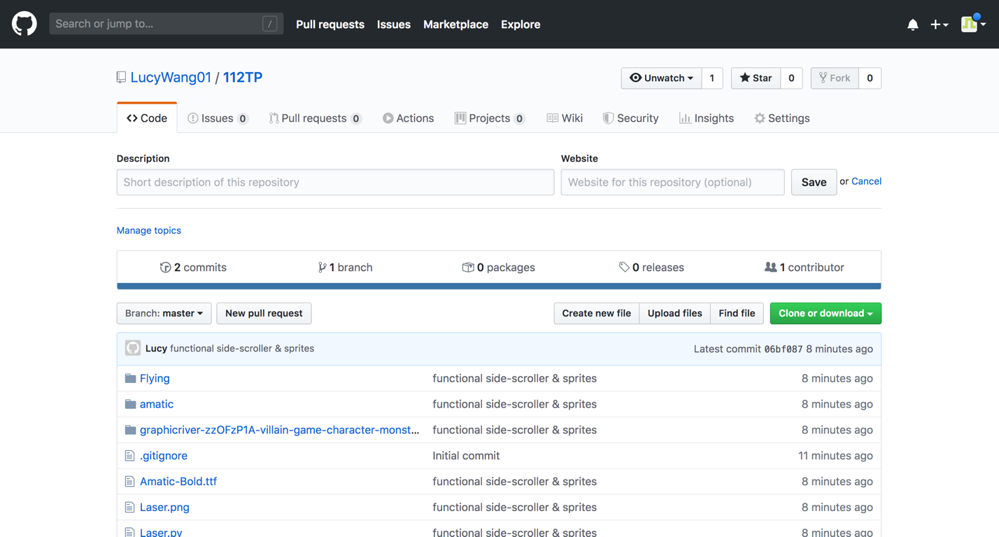 Search or jump to... /
Pull requests Issues Marketplace Explore
LucyWang01 / 112TP
Unwatch 1 Star 0 Fork 0
Code Issues 0 Pull requests 0 Actions Projects 0 Wiki Security Insights Settings
Description Website
Short description of this repository Website for this repository (optional) Save or Cancel
Manage topics
2 commits 1 branch 0 packages 0 releases 1 contributor
Branch: master New pull request Create new file Upload files Find file Clone or download
Lucy functional side-scroller & sprites Latest commit 06bf087 8 minutes ago
Flying functional side-scroller & sprites 8 minutes ago
amatic functional side-scroller & sprites 8 minutes ago
graphicriver-zzOFzP1A-villain-game-character-monst... functional side-scroller & sprites 8 minutes ago
.gitignore Initial commit 11 minutes ago
Amatic-Bold.ttf functional side-scroller & sprites 8 minutes ago
Laser.png functional side-scroller & sprites 8 minutes ago
Laser.py functional side-scroller & sprites 8 minutes ago